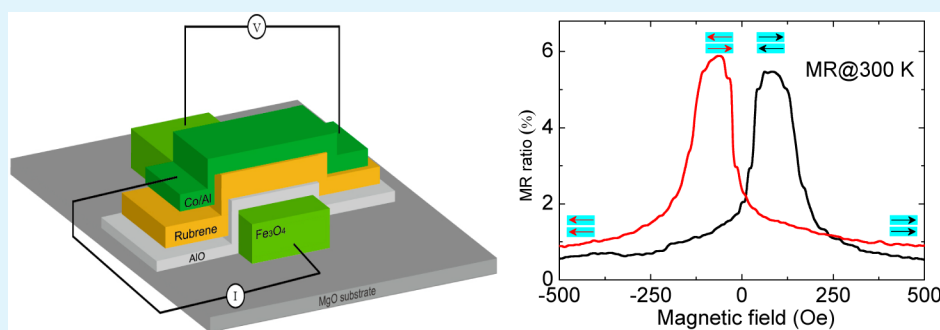 V
Co/Al
Rubrene
AlO
Fe₃O₄
I
MgO substrate
MR@300 K
MR ratio (%)
6
4
2
0
-500 -250 0 250 500
Magnetic field (Oe)